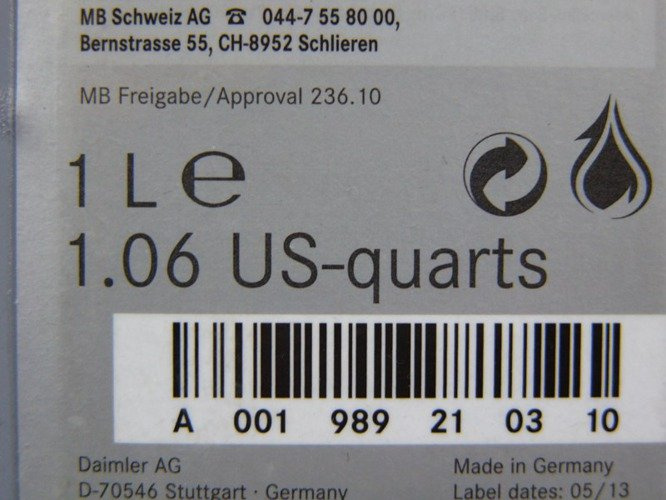 MB Schweiz AG ☎ 044-7 55 80 00,
Bernstrasse 55, CH-8952 Schlieren
MB Freigabe/Approval 236.10
1 L ℮
1.06 US-quarts
A 001 989 21 03 10
Daimler AG
Made in Germany
D-70546 Stuttgart · Germany
Label dates: 05/13